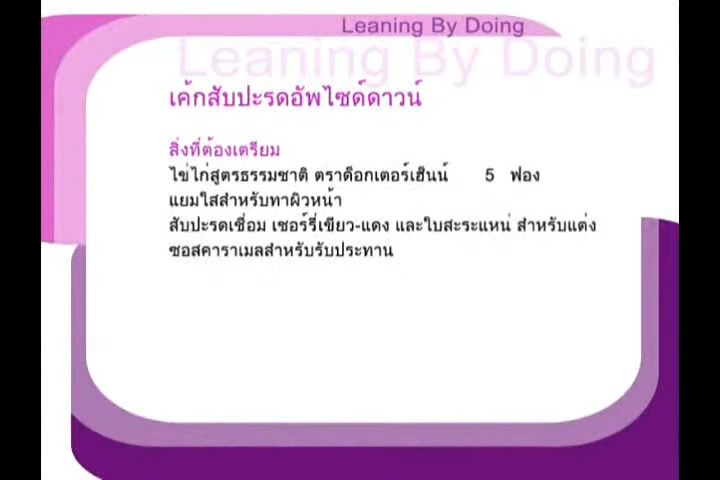 Leaning By Doing
Leaning By Doing
เค้กสับปะรดอัพไซด์ดาวน์
สิ่งที่ต้องเตรียม
ไข่ไก่สูตรธรรมชาติ ตราด๊อกเตอร์เฮ็นน์ 5 ฟอง
แยมใสสำหรับทาผิวหน้า
สับปะรดเชื่อม เชอร์รี่เขียว-แดง และใบสะระแหน่ สำหรับแต่ง
ซอสคาราเมลสำหรับรับประทาน